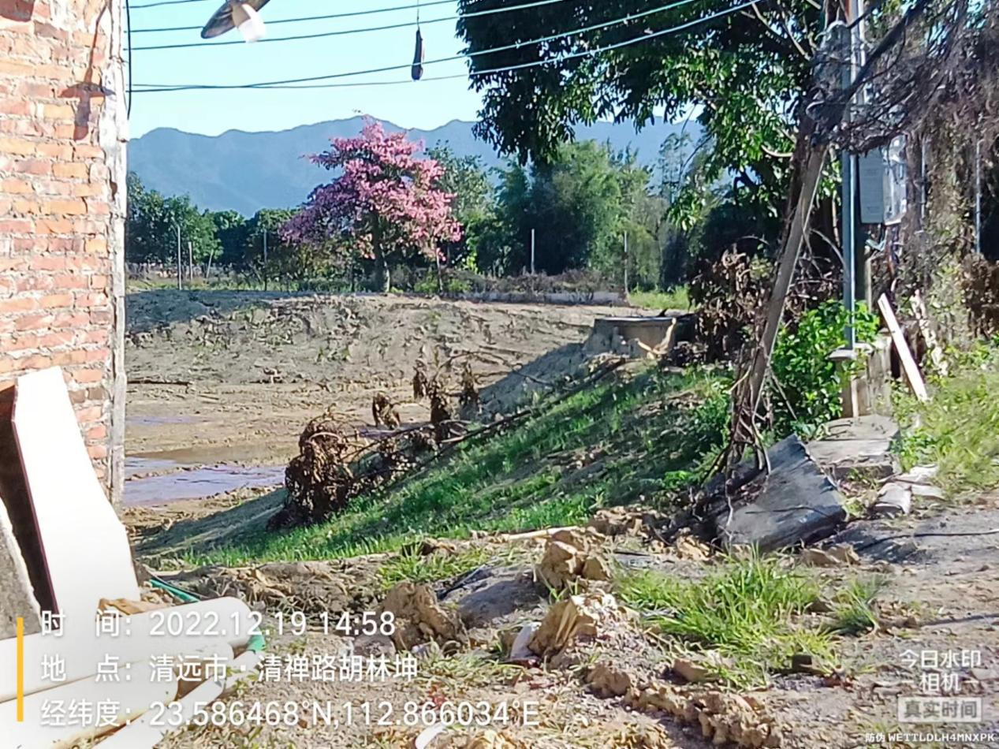 时 间：2022.12.19 14:58
地 点：清远市·清禅路胡林坤
经纬度：23.586468°N,112.866034°E
今日水印
相机
真实时间
防伪 WETTLDLH4MNXPK